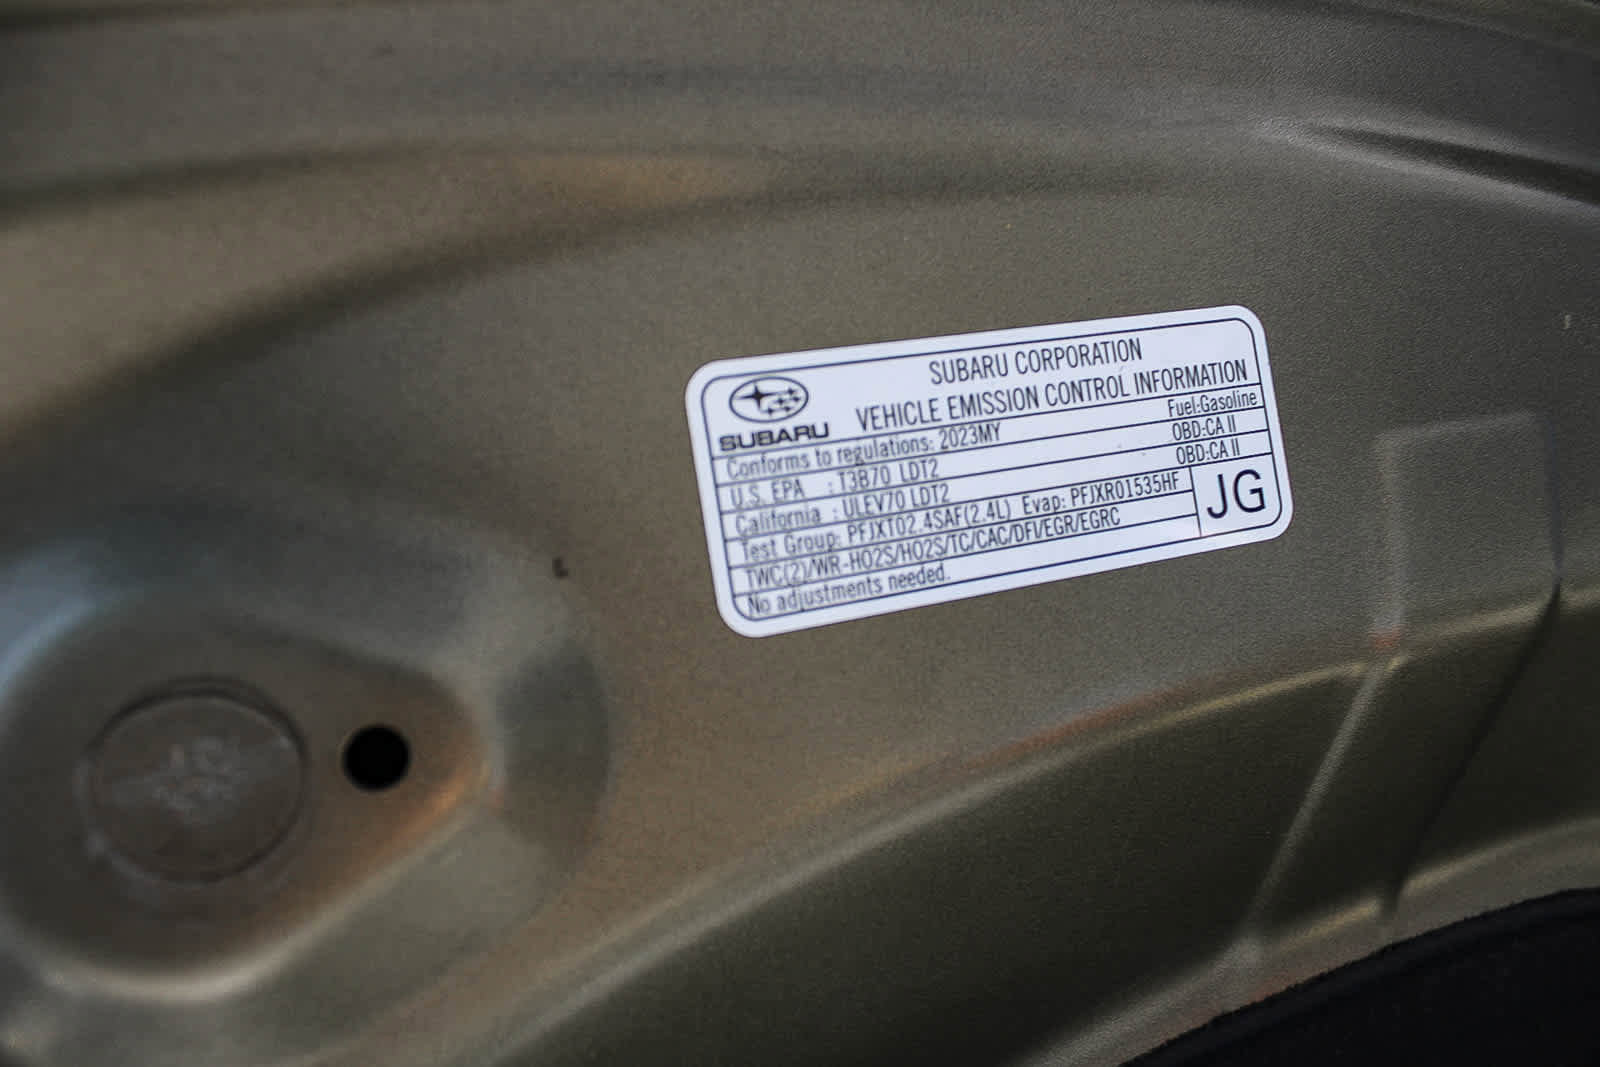 SUBARU
SUBARU CORPORATION
VEHICLE EMISSION CONTROL INFORMATION
Conforms to regulations: 2023MY Fuel:Gasoline
U.S. EPA : T3B70 LDT2 OBD:CA II
California : ULEV70 LDT2 OBD:CA II
Test Group: PFJXT02.4SAF(2.4L) Evap: PFJXR01535HF
TWC(2)/WR-HO2S/HO2S/TC/CAC/DFI/EGR/EGRC
No adjustments needed.
JG